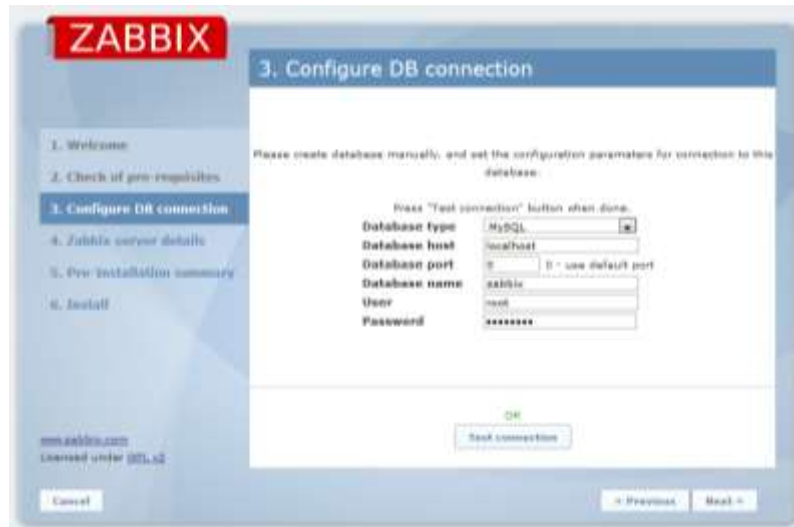 ZABBIX
3. Configure DB connection
1. Welcome
2. Check of pre-requisites
3. Configure DB connection
4. Zabbix server details
5. Pre-Installation summary
6. Install
Please create database manually, and set the configuration parameters for connection to this
database.
Press "Test connection" button when done.
Database type MySQL
Database host localhost
Database port 0 0 - use default port
Database name zabbix
User root
Password ********
OK
Test connection
www.zabbix.com
Licensed under GPL v2
Cancel
« Previous Next »